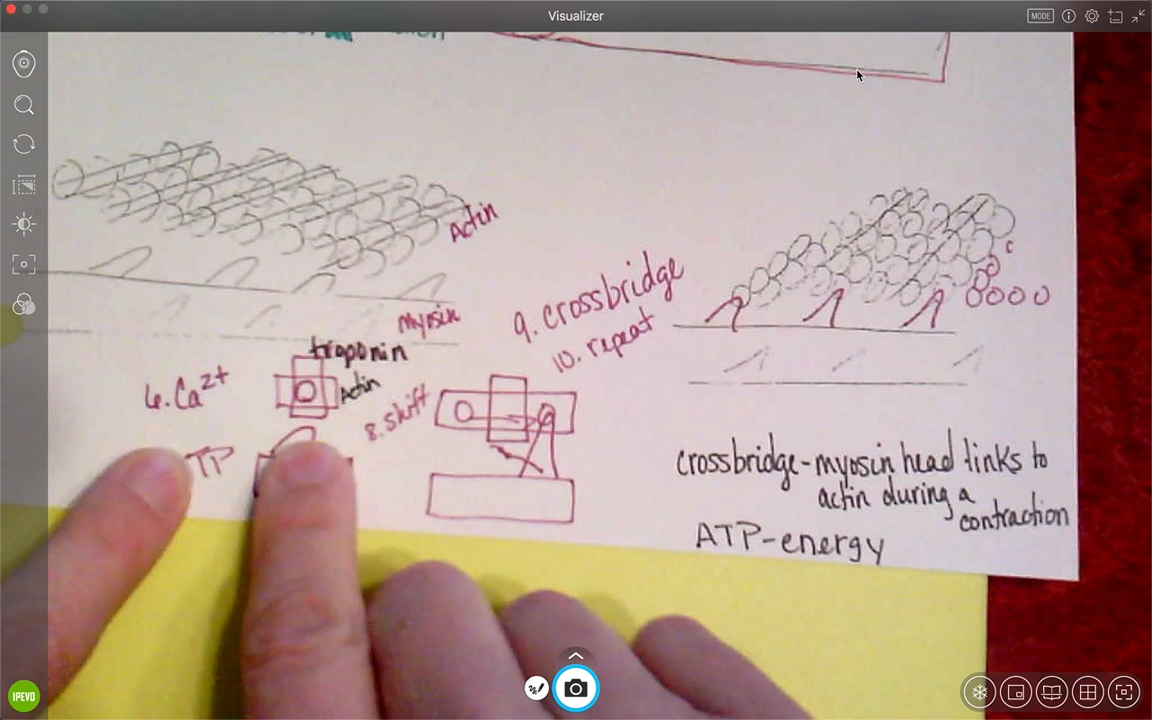 Visualizer
MODE
Actin
myosin
troponin
Actin
6. Ca2+
TP
8. shift
9. crossbridge
10. repeat
c
crossbridge-myosin head links to
actin during a
contraction
ATP-energy
IPEVO